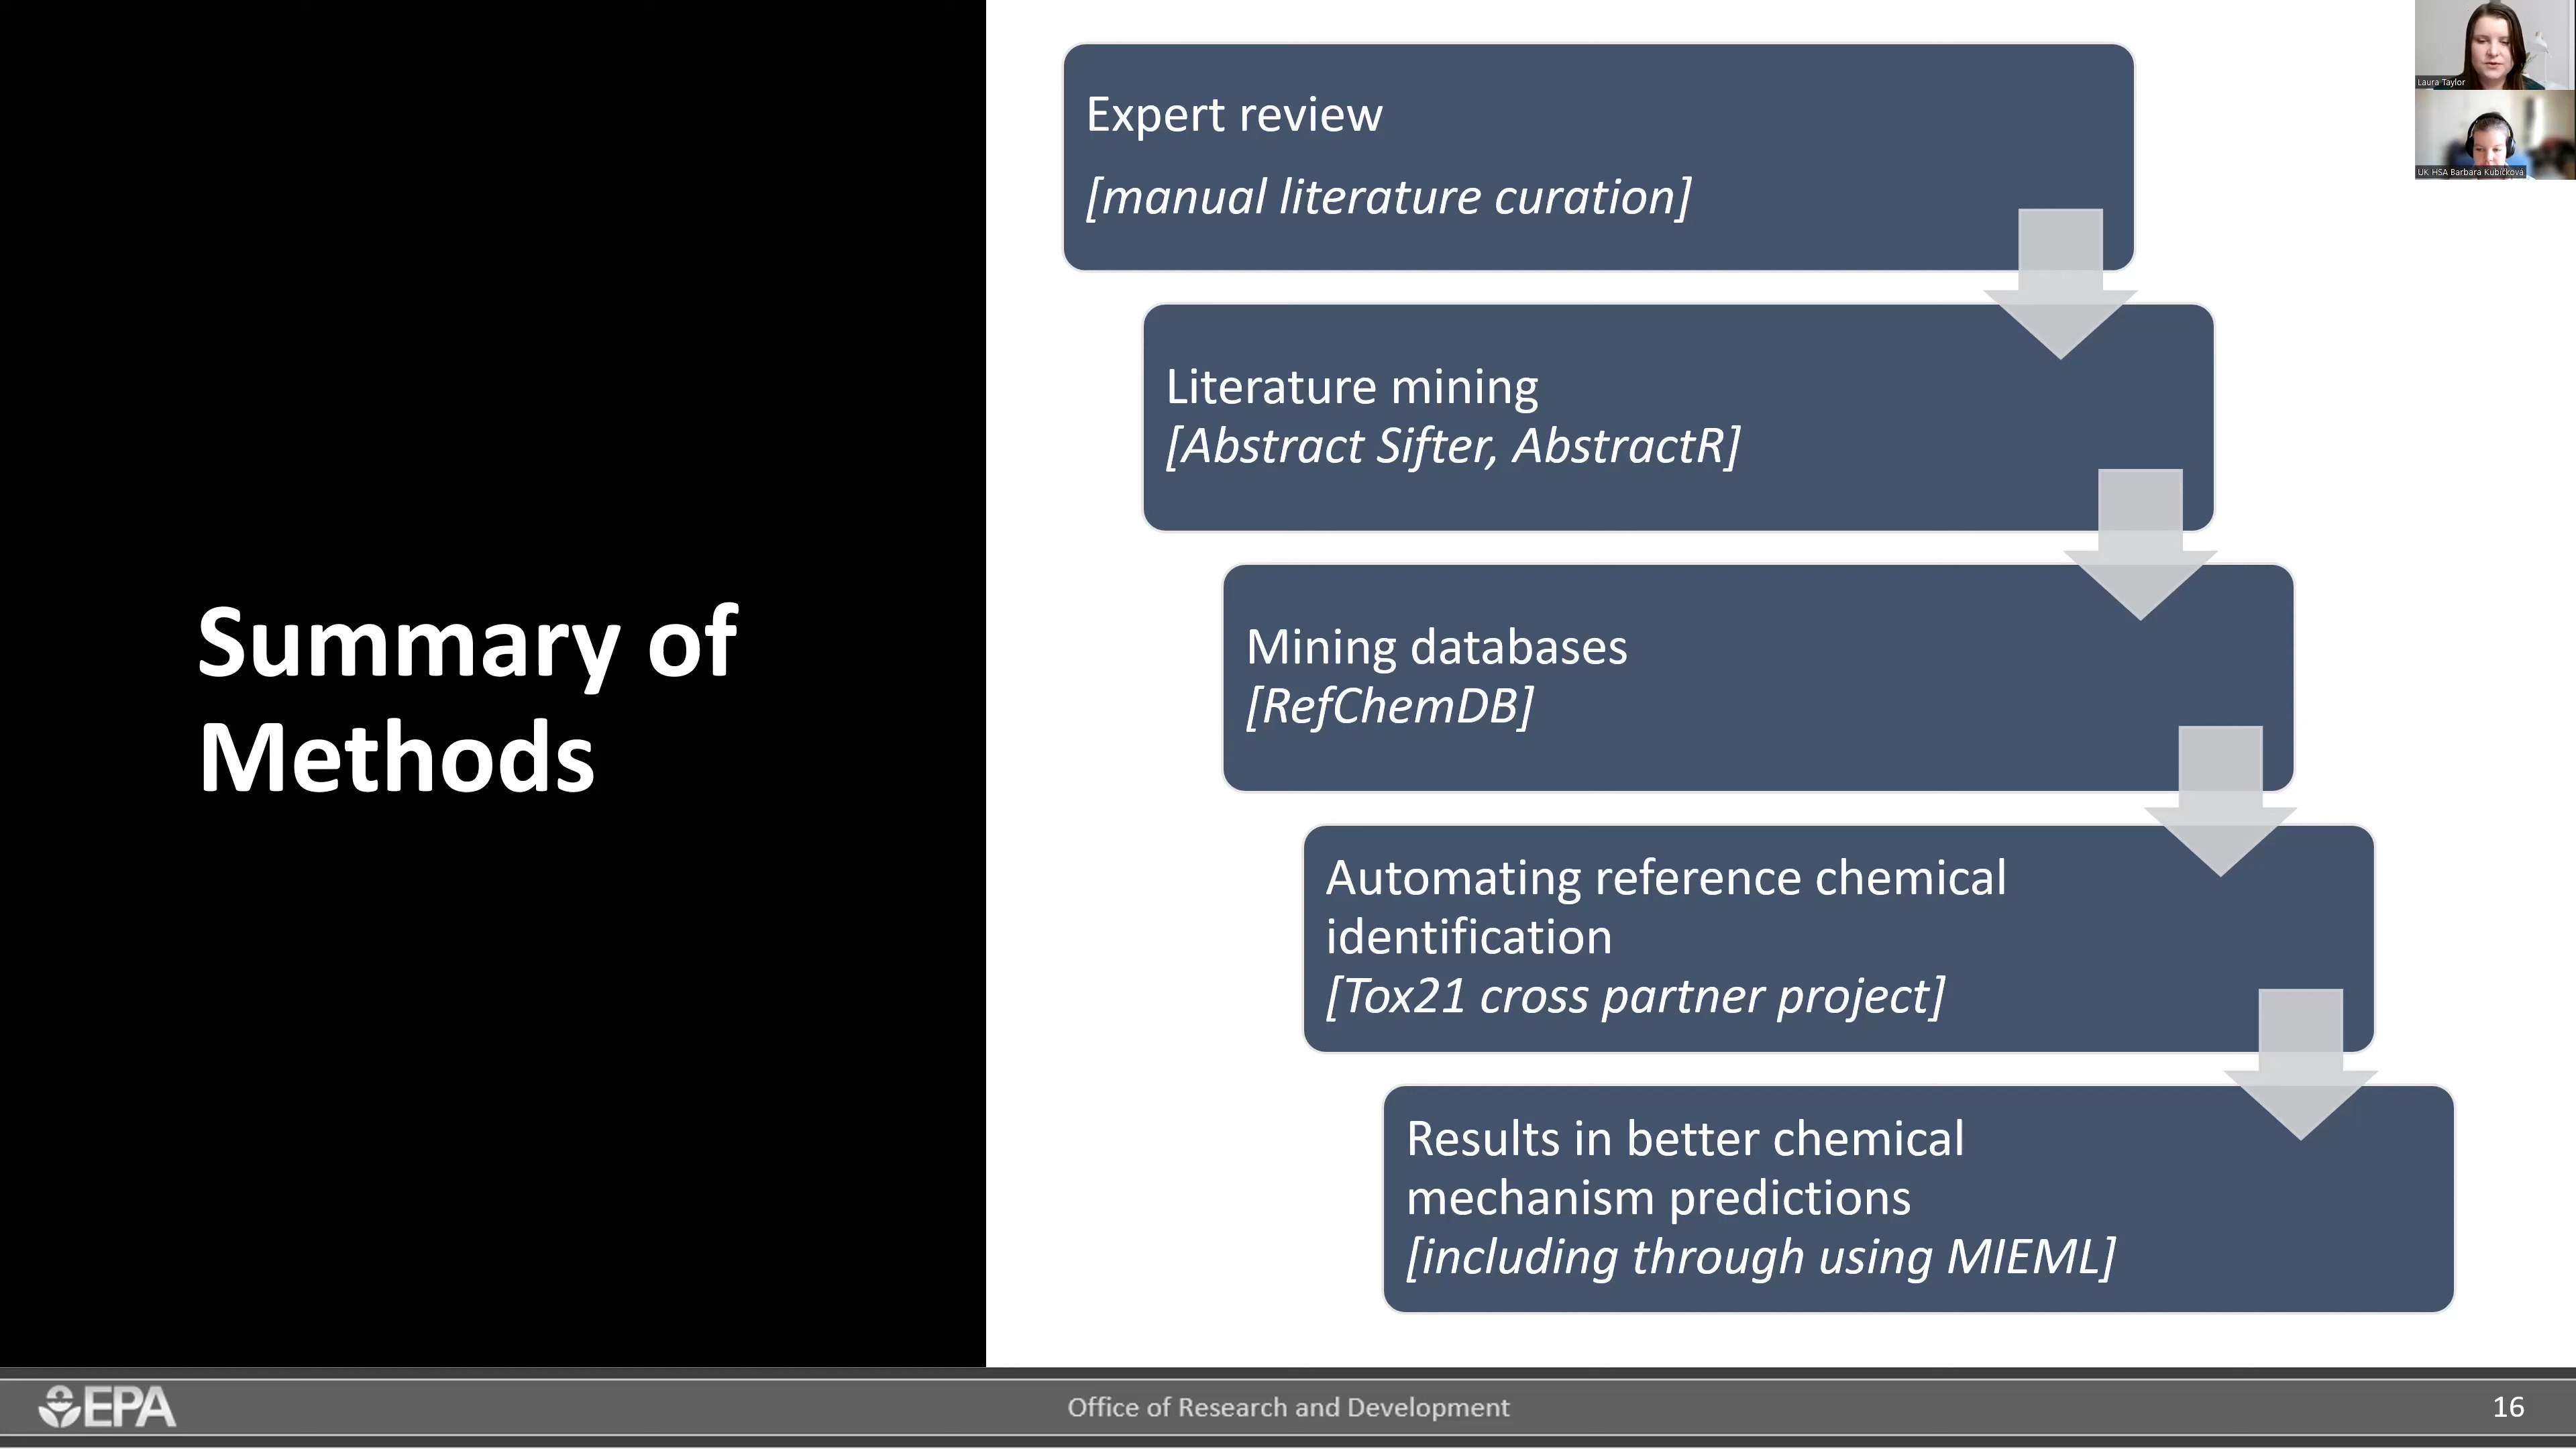 Summary of
Methods
Expert review
[manual literature curation]
Literature mining
[Abstract Sifter, AbstractR]
Mining databases
[RefChemDB]
Automating reference chemical
identification
[Tox21 cross partner project]
Results in better chemical
mechanism predictions
[including through using MIEML]
Laura Taylor
UK HSA Barbara Kubíčková
EPA
Office of Research and Development
16